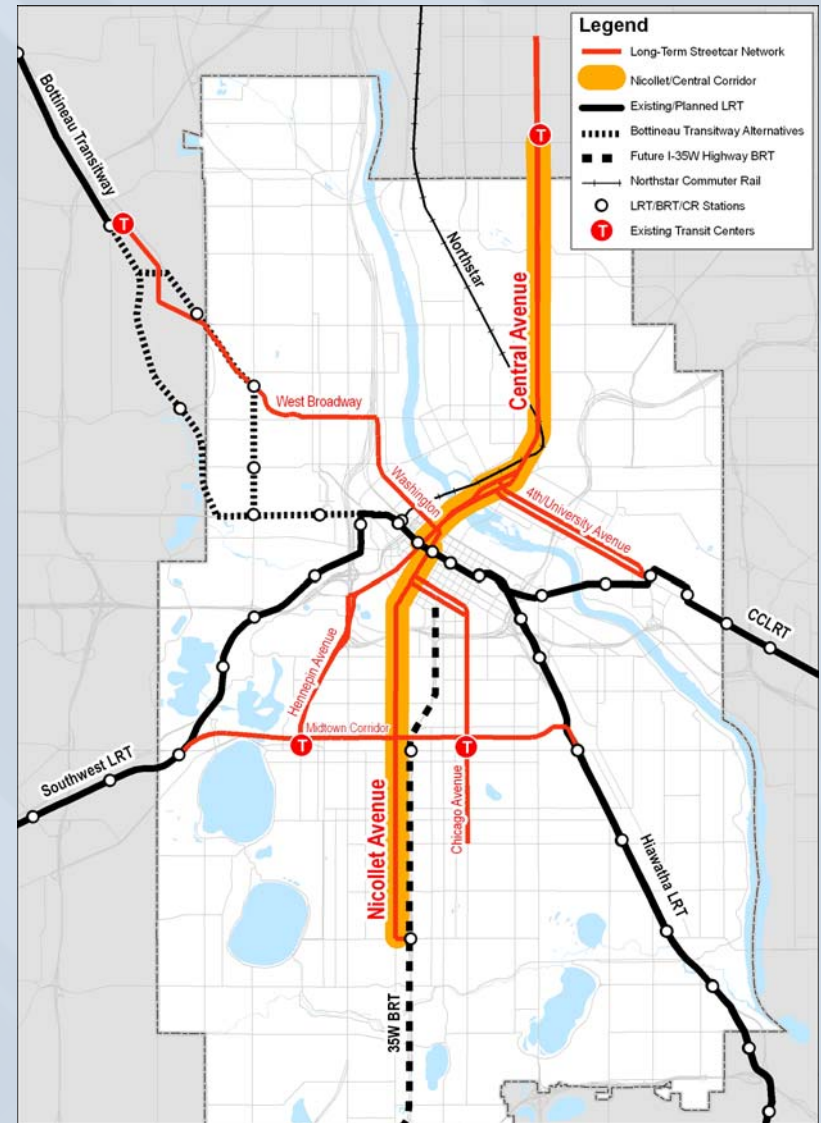 Legend
Long-Term Streetcar Network
Nicollet/Central Corridor
Existing/Planned LRT
Bottineau Transitway Alternatives
Future I-35W Highway BRT
Northstar Commuter Rail
LRT/BRT/CR Stations
T
Existing Transit Centers
T
Bottineau Transitway
T
Northstar
Central Avenue
West Broadway
Washington
4th/University Avenue
CCLRT
Hennepin Avenue
Midtown Corridor
T
T
Southwest LRT
Chicago Avenue
Nicollet Avenue
Hiawatha LRT
35W BRT